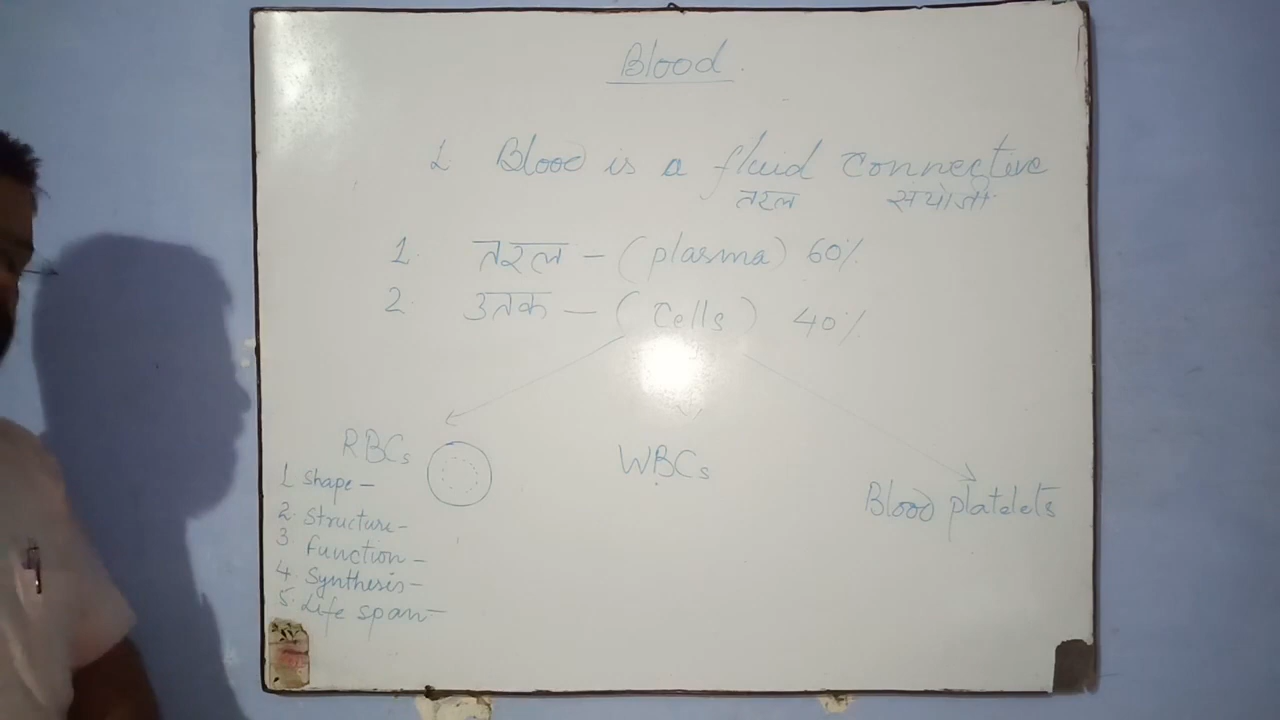 Blood.
1. Blood is a fluid connective
तरल संयोजी
1. तरल - (plasma) 60%
2. उतक - (Cells) 40%
RBCs
WBCs
Blood platelets
1. Shape -
2. Structure -
3. function -
4. Synthesis -
5. Life span -